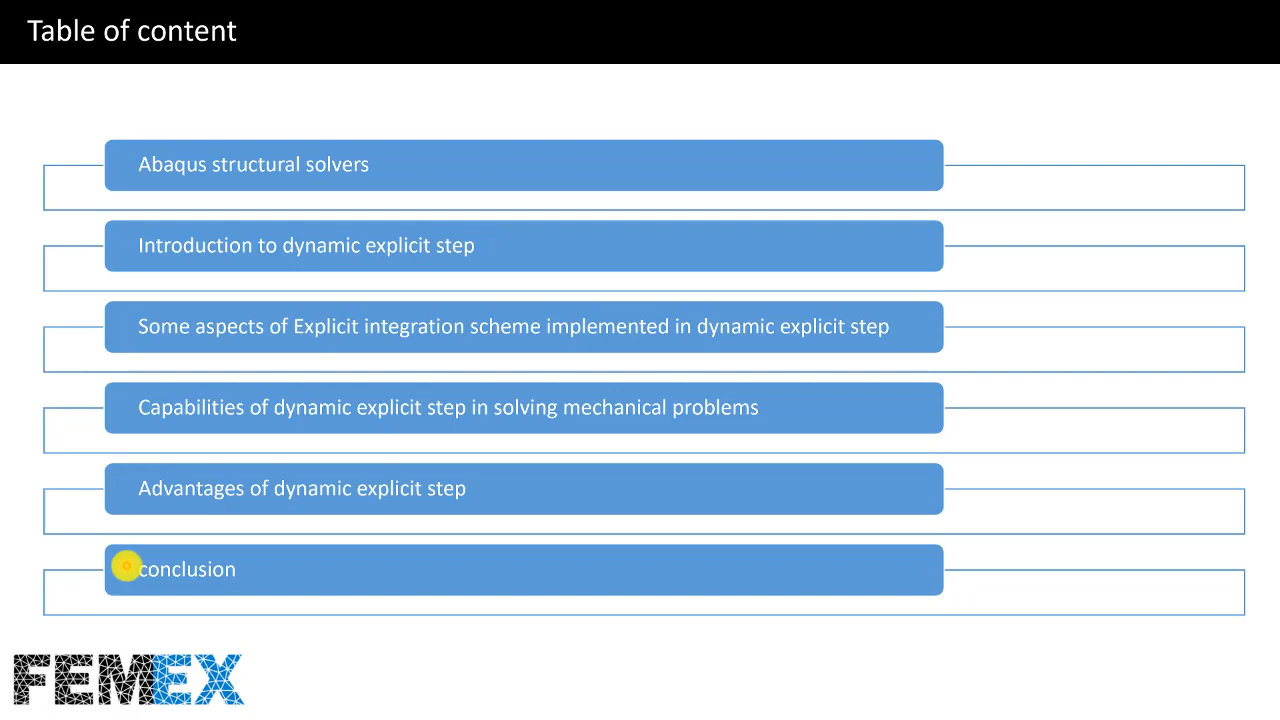 Table of content
Abaqus structural solvers
Introduction to dynamic explicit step
Some aspects of Explicit integration scheme implemented in dynamic explicit step
Capabilities of dynamic explicit step in solving mechanical problems
Advantages of dynamic explicit step
conclusion
FEMEX